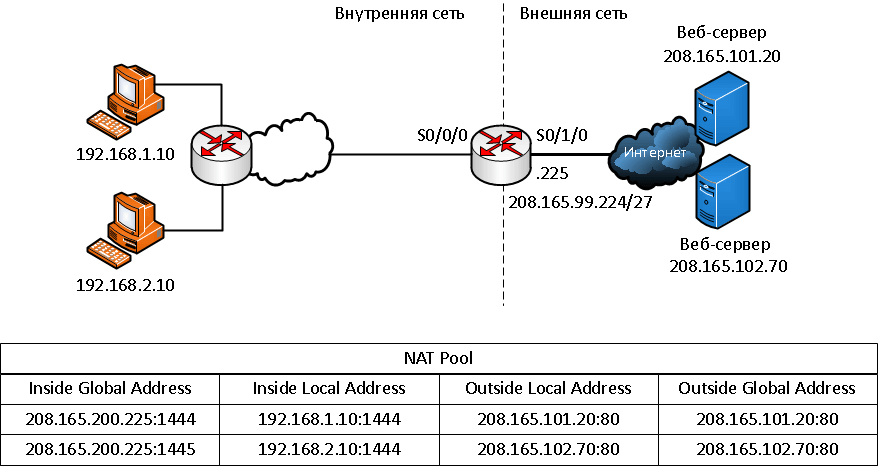 Внутренняя сеть
Внешняя сеть
Веб-сервер
208.165.101.20
192.168.1.10
S0/0/0
S0/1/0
Интернет
.225
208.165.99.224/27
Веб-сервер
208.165.102.70
192.168.2.10
NAT Pool
Inside Global Address Inside Local Address Outside Local Address Outside Global Address
208.165.200.225:1444 192.168.1.10:1444 208.165.101.20:80 208.165.101.20:80
208.165.200.225:1445 192.168.2.10:1444 208.165.102.70:80 208.165.102.70:80